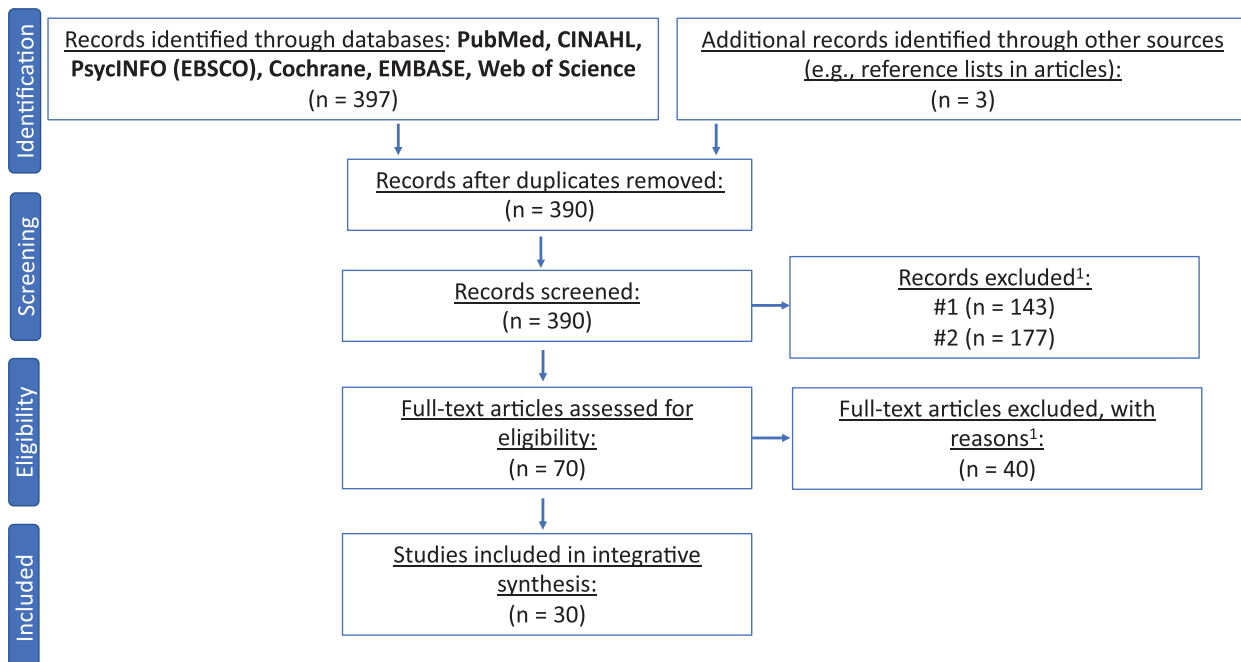 Identification
Records identified through databases: PubMed, CINAHL,
PsycINFO (EBSCO), Cochrane, EMBASE, Web of Science
(n = 397)
Additional records identified through other sources
(e.g., reference lists in articles):
(n = 3)
Records after duplicates removed:
(n = 390)
Screening
Records screened:
(n = 390)
Records excluded¹:
#1 (n = 143)
#2 (n = 177)
Eligibility
Full-text articles assessed for
eligibility:
(n = 70)
Full-text articles excluded, with
reasons¹:
(n = 40)
Included
Studies included in integrative
synthesis:
(n = 30)